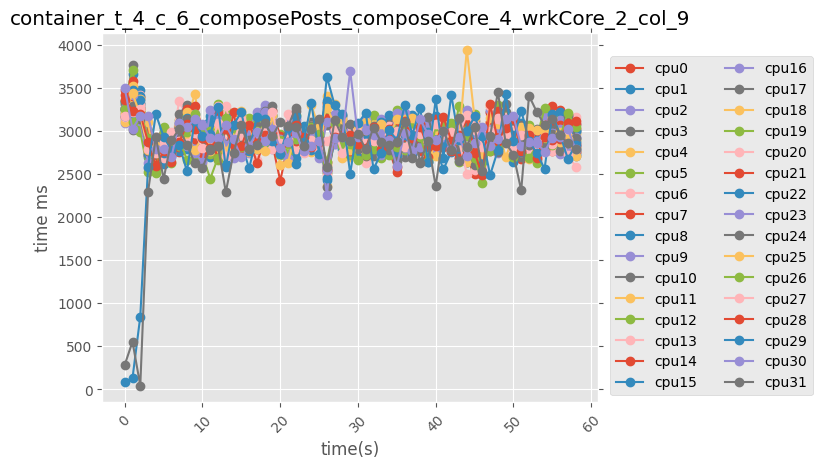 container_t_4_c_6_composePosts_composeCore_4_wrkCore_2_col_9
time ms
4000
3500
3000
2500
2000
1500
1000
500
0
0
10
20
30
40
50
60
time(s)
cpu0
cpu1
cpu2
cpu3
cpu4
cpu5
cpu6
cpu7
cpu8
cpu9
cpu10
cpu11
cpu12
cpu13
cpu14
cpu15
cpu16
cpu17
cpu18
cpu19
cpu20
cpu21
cpu22
cpu23
cpu24
cpu25
cpu26
cpu27
cpu28
cpu29
cpu30
cpu31